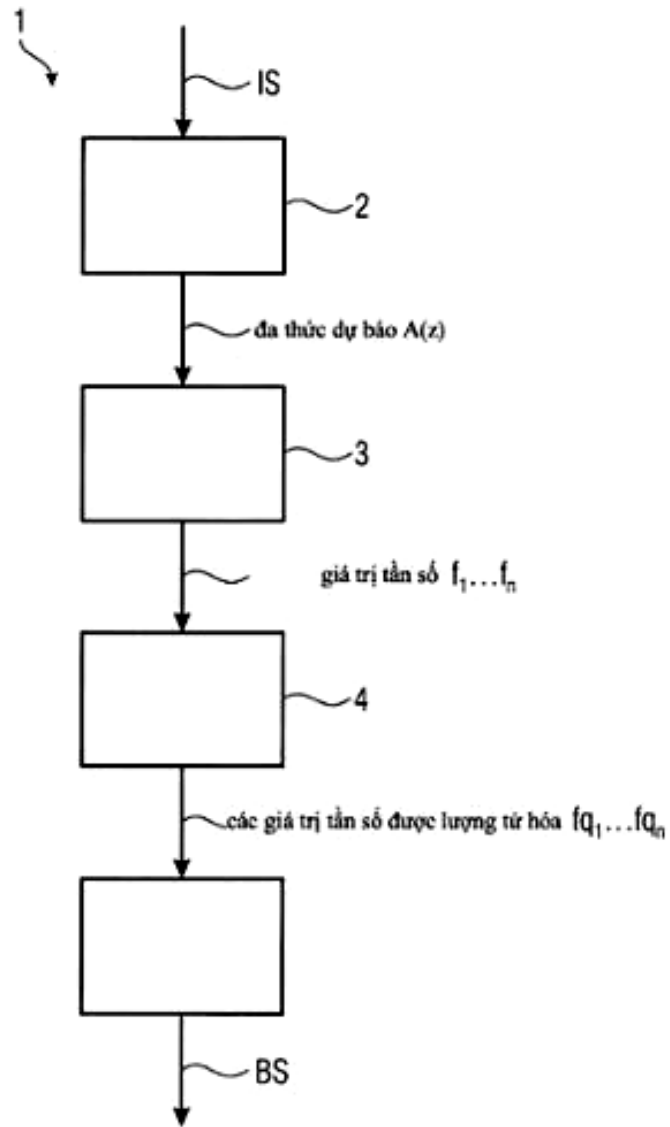 1
IS
2
đa thức dự báo A(z)
3
giá trị tần số f₁...fₙ
4
các giá trị tần số được lượng tử hóa fq₁...fqₙ
BS